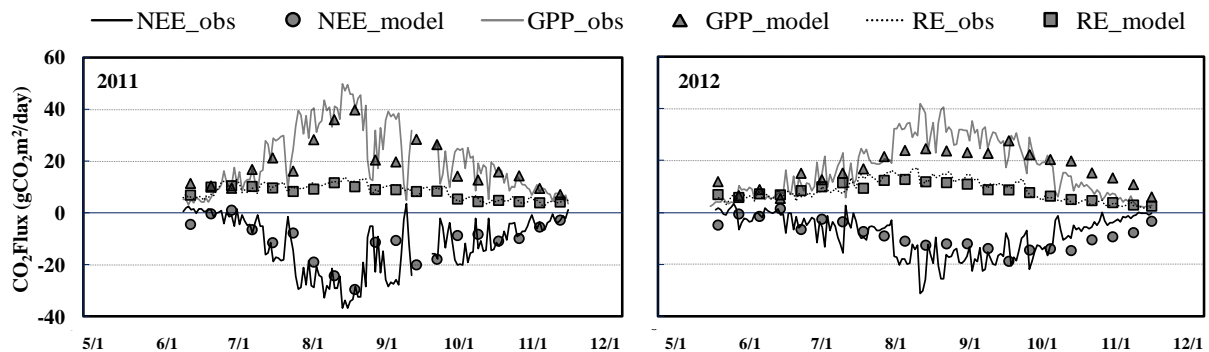 NEE_obs NEE_model GPP_obs GPP_model RE_obs RE_model
60
40
20
0
-20
-40
CO₂Flux (gCO₂m²/day)
2011
2012
5/1 6/1 7/1 8/1 9/1 10/1 11/1 12/1
5/1 6/1 7/1 8/1 9/1 10/1 11/1 12/1